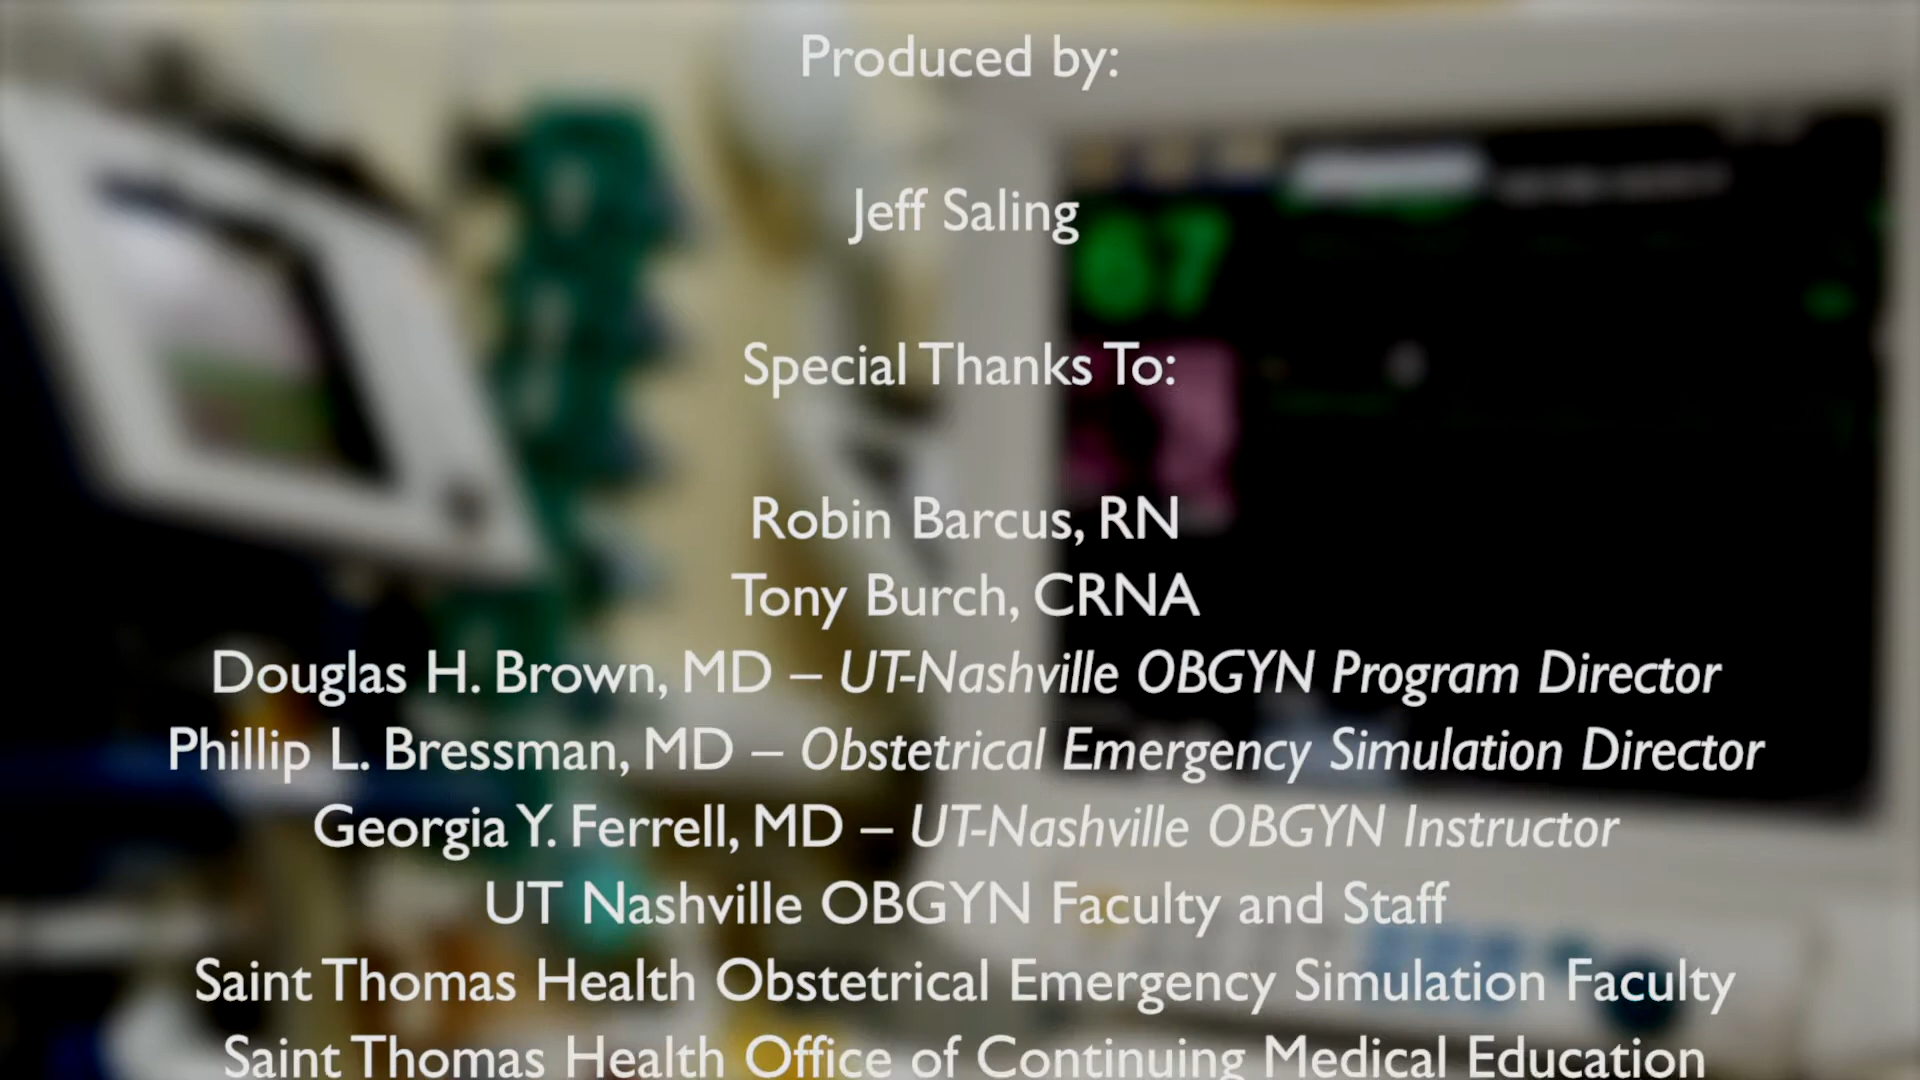 Produced by:
Jeff Saling
Special Thanks To:
Robin Barcus, RN
Tony Burch, CRNA
Douglas H. Brown, MD – UT-Nashville OBGYN Program Director
Phillip L. Bressman, MD – Obstetrical Emergency Simulation Director
Georgia Y. Ferrell, MD – UT-Nashville OBGYN Instructor
UT Nashville OBGYN Faculty and Staff
Saint Thomas Health Obstetrical Emergency Simulation Faculty
Saint Thomas Health Office of Continuing Medical Education
67